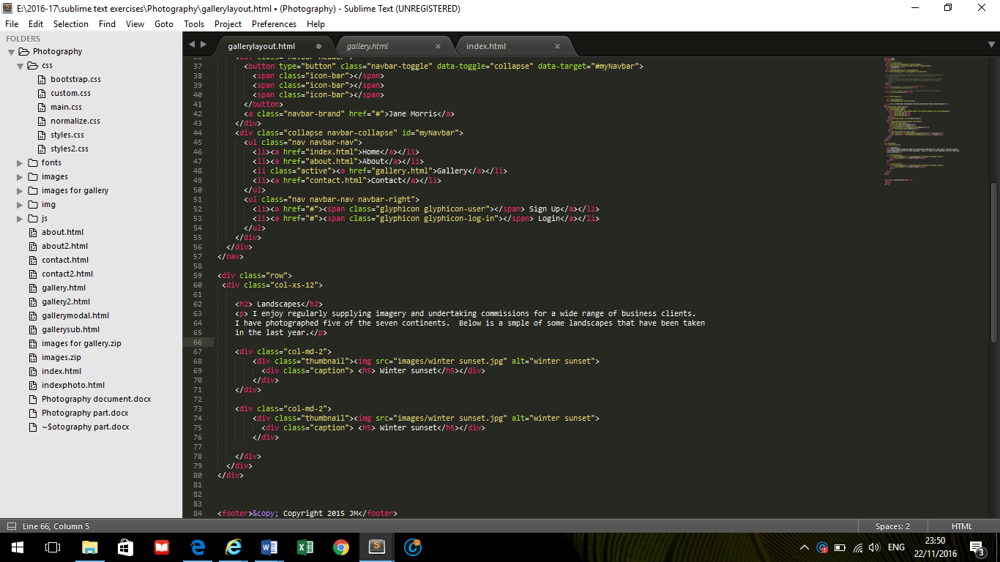 E:\2016-17\sublime text exercises\Photography\gallerylayout.html • (Photography) - Sublime Text (UNREGISTERED)
File Edit Selection Find View Goto Tools Project Preferences Help
FOLDERS
Photography
css
bootstrap.css
custom.css
main.css
normalize.css
styles.css
styles2.css
fonts
images
images for gallery
img
js
about.html
about2.html
contact.html
contact2.html
gallery.html
gallery2.html
gallerymodal.html
gallerysub.html
images for gallery.zip
images.zip
index.html
indexphoto.html
Photography document.docx
Photography part.docx
~$otography part.docx
gallerylayout.html gallery.html index.html
36 <div class="navbar-header">
37 <button type="button" class="navbar-toggle" data-toggle="collapse" data-target="#myNavbar">
38 <span class="icon-bar"></span>
39 <span class="icon-bar"></span>
40 <span class="icon-bar"></span>
41 </button>
42 <a class="navbar-brand" href="#">Jane Morris</a>
43 </div>
44 <div class="collapse navbar-collapse" id="myNavbar">
45 <ul class="nav navbar-nav">
46 <li><a href="index.html">Home</a></li>
47 <li><a href="about.html">About</a></li>
48 <li class="active"><a href="gallery.html">Gallery</a></li>
49 <li><a href="contact.html">Contact</a></li>
50 </ul>
51 <ul class="nav navbar-nav navbar-right">
52 <li><a href="#"><span class="glyphicon glyphicon-user"></span> Sign Up</a></li>
53 <li><a href="#"><span class="glyphicon glyphicon-log-in"></span> Login</a></li>
54 </ul>
55 </div>
56 </div>
57 </nav>
58
59 <div class="row">
60 <div class="col-xs-12">
61
62 <h2> Landscapes</h2>
63 <p> I enjoy regularly supplying imagery and undertaking commissions for a wide range of business clients.
64 I have photographed five of the seven continents.  Below is a smple of some landscapes that have been taken
65 in the last year.</p>
66
67 <div class="col-md-2">
68 <div class="thumbnail"><img src="images/winter sunset.jpg" alt="winter sunset">
69 <div class="caption"> <h5> Winter sunset</h5></div>
70 </div>
71 </div>
72
73 <div class="col-md-2">
74 <div class="thumbnail"><img src="images/winter sunset.jpg" alt="winter sunset">
75 <div class="caption"> <h5> Winter sunset</h5></div>
76 </div>
77
78 </div>
79 </div>
80 </div>
81
82
83
84 <footer>&copy; Copyright 2015 JM</footer>
Line 66, Column 5 Spaces: 2 HTML
ENG 23:50
22/11/2016
3